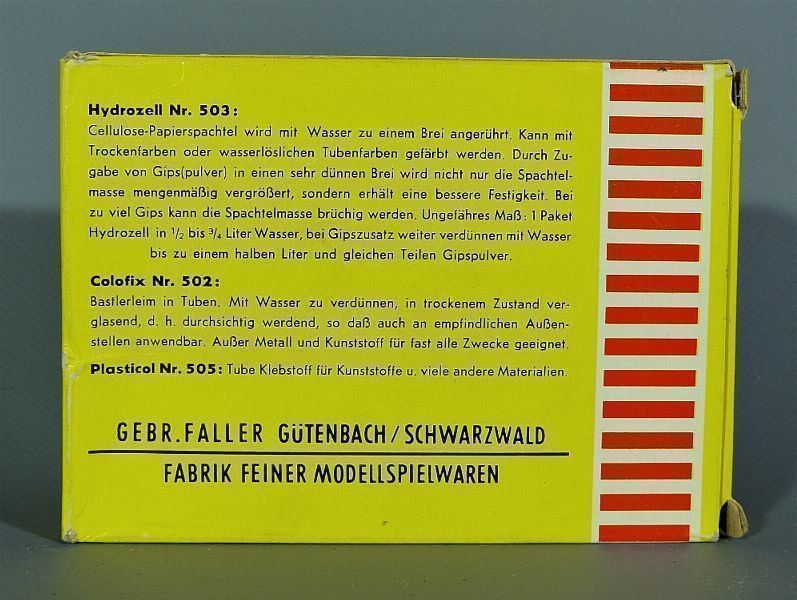 Hydrozell Nr. 503:
Cellulose-Papierspachtel wird mit Wasser zu einem Brei angerührt. Kann mit
Trockenfarben oder wasserlöslichen Tubenfarben gefärbt werden. Durch Zu-
gabe von Gips(pulver) in einen sehr dünnen Brei wird nicht nur die Spachtel-
masse mengenmäßig vergrößert, sondern erhält eine bessere Festigkeit. Bei
zu viel Gips kann die Spachtelmasse brüchig werden. Ungefähres Maß: 1 Paket
Hydrozell in ½ bis ¾ Liter Wasser, bei Gipszusatz weiter verdünnen mit Wasser
bis zu einem halben Liter und gleichen Teilen Gipspulver.
Colofix Nr. 502:
Bastlerleim in Tuben. Mit Wasser zu verdünnen, in trockenem Zustand ver-
glasend, d. h. durchsichtig werdend, so daß auch an empfindlichen Außen-
stellen anwendbar. Außer Metall und Kunststoff für fast alle Zwecke geeignet.
Plasticol Nr. 505: Tube Klebstoff für Kunststoffe u. viele andere Materialien.
GEBR. FALLER GÜTENBACH/SCHWARZWALD
FABRIK FEINER MODELLSPIELWAREN